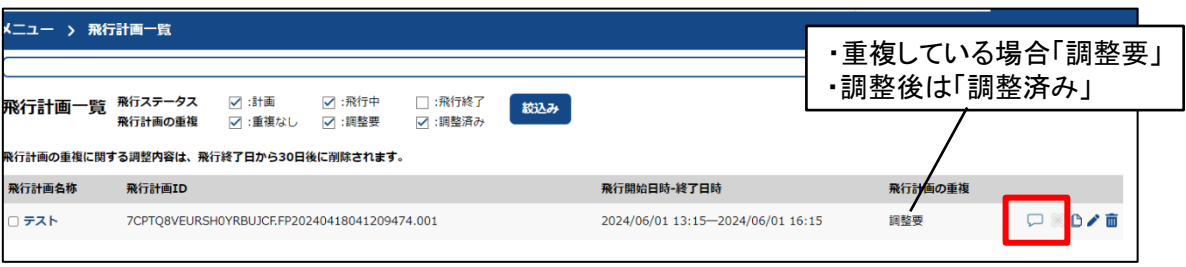 メニュー > 飛行計画一覧
・重複している場合「調整要」
・調整後は「調整済み」
飛行計画一覧
飛行ステータス :計画 :飛行中 :飛行終了
飛行計画の重複 :重複なし :調整要 :調整済み
絞込み
飛行計画の重複に関する調整内容は、飛行終了日から30日後に削除されます。
飛行計画名称 飛行計画ID 飛行開始日時-終了日時 飛行計画の重複
テスト 7CPTQ8VEURSH0YRBUJCF.FP20240418041209474.001 2024/06/01 13:15―2024/06/01 16:15 調整要